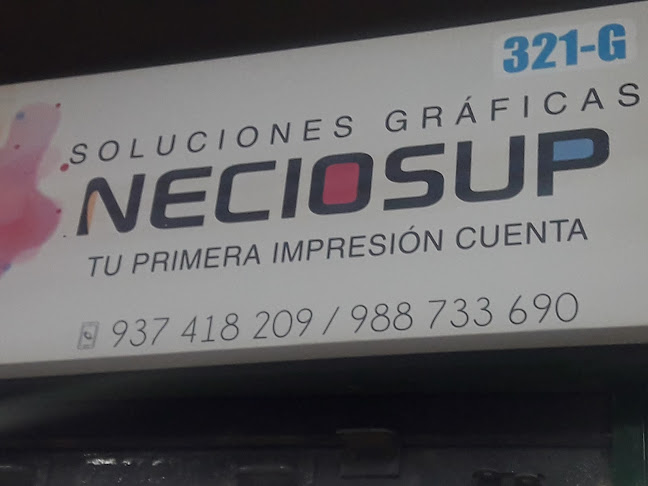 321-G
SOLUCIONES GRÁFICAS
NECIOSUP
TU PRIMERA IMPRESIÓN CUENTA
937 418 209 / 988 733 690